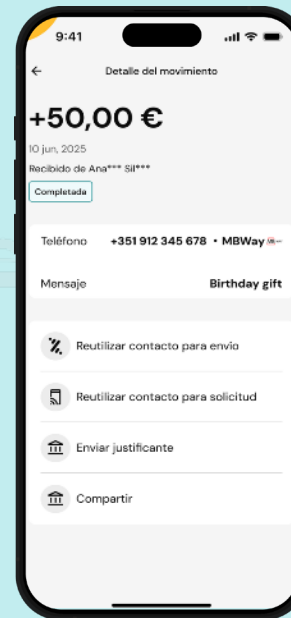 9:41
Detalle del movimiento
+50,00 €
10 jun, 2025
Recibido de Ana*** Sil***
Completada
Teléfono +351 912 345 678 • MBWay
Mensaje Birthday gift
Reutilizar contacto para envío
Reutilizar contacto para solicitud
Enviar justificante
Compartir